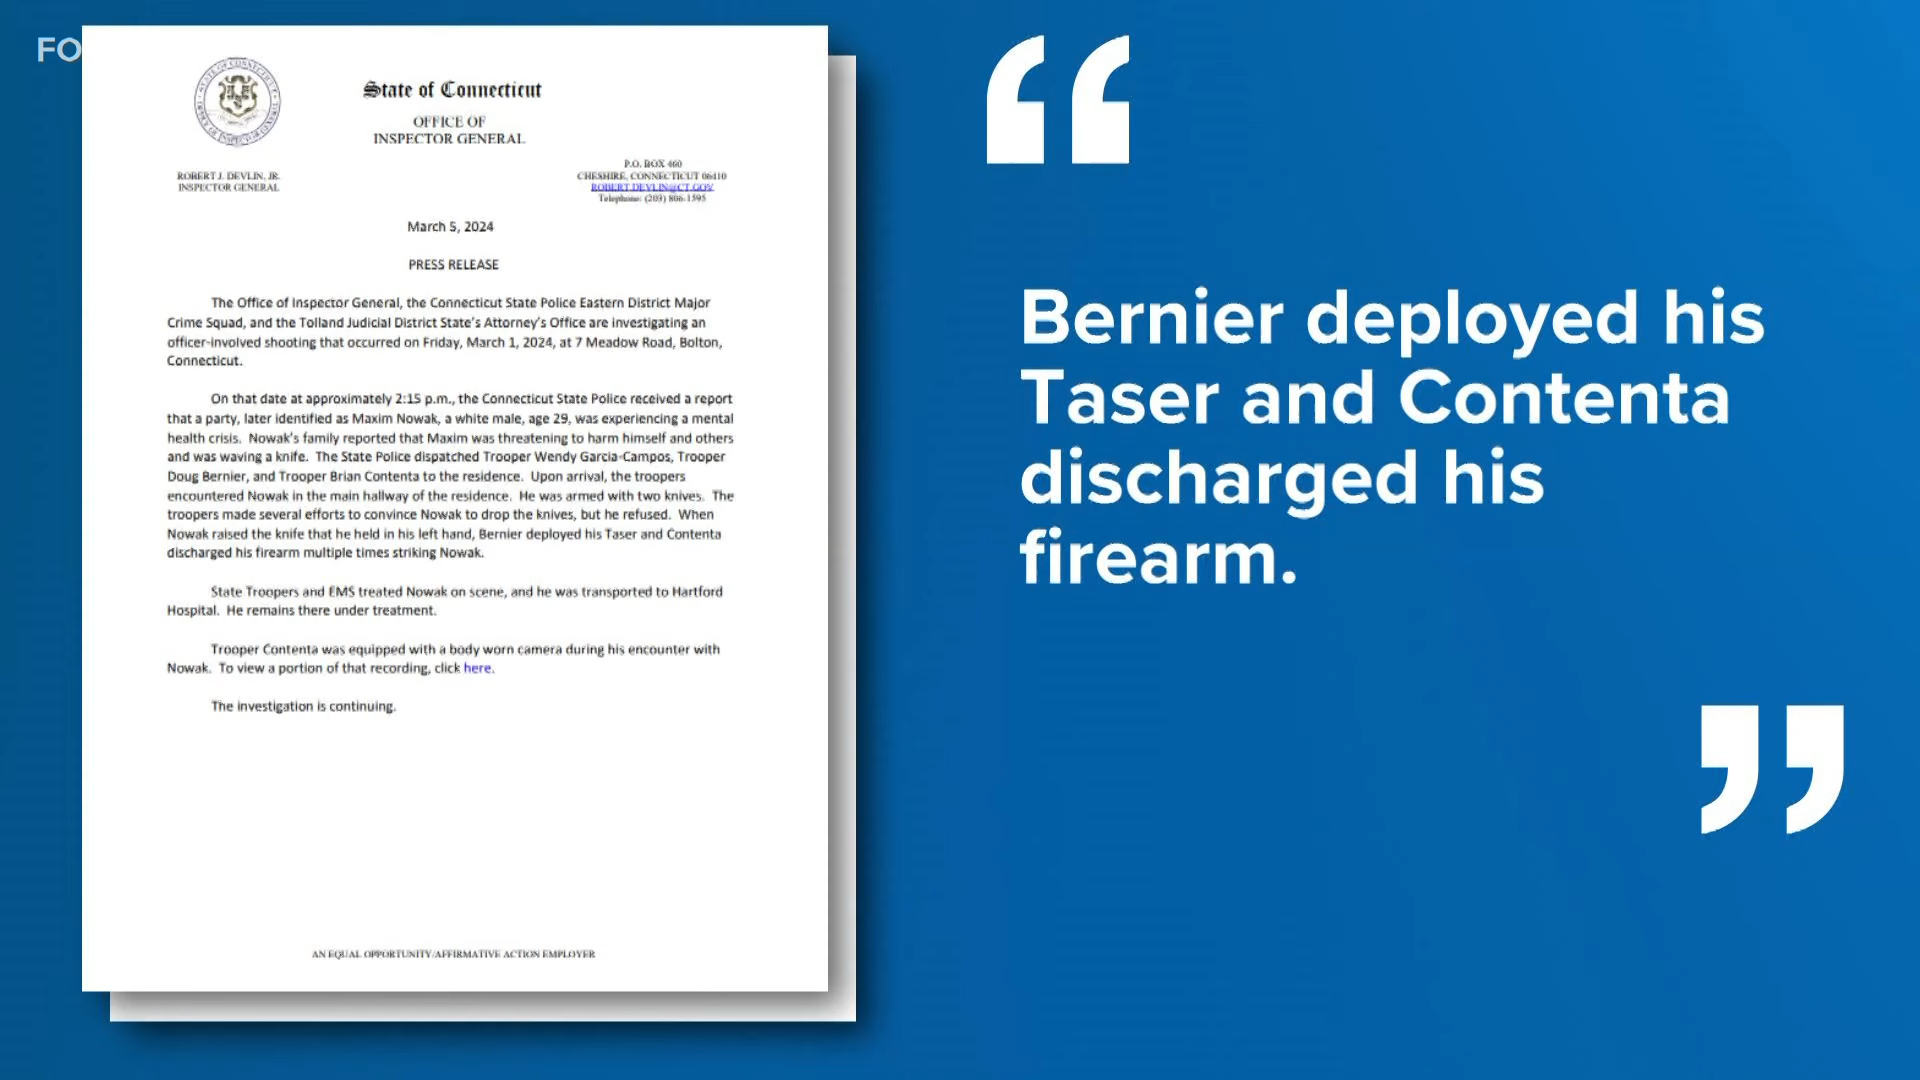 FO
State of Connecticut
OFFICE OF
INSPECTOR GENERAL
ROBERT J. DEVLIN, JR.
INSPECTOR GENERAL
P.O. BOX 460
CHESHIRE, CONNECTICUT 06410
ROBERT.DEVLIN@CT.GOV
Telephone: (203) 806-1595
March 5, 2024
PRESS RELEASE
The Office of Inspector General, the Connecticut State Police Eastern District Major
Crime Squad, and the Tolland Judicial District State's Attorney's Office are investigating an
officer-involved shooting that occurred on Friday, March 1, 2024, at 7 Meadow Road, Bolton,
Connecticut.
On that date at approximately 2:15 p.m., the Connecticut State Police received a report
that a party, later identified as Maxim Nowak, a white male, age 29, was experiencing a mental
health crisis. Nowak's family reported that Maxim was threatening to harm himself and others
and was waving a knife. The State Police dispatched Trooper Wendy Garcia-Campos, Trooper
Doug Bernier, and Trooper Brian Contenta to the residence. Upon arrival, the troopers
encountered Nowak in the main hallway of the residence. He was armed with two knives. The
troopers made several efforts to convince Nowak to drop the knives, but he refused. When
Nowak raised the knife that he held in his left hand, Bernier deployed his Taser and Contenta
discharged his firearm multiple times striking Nowak.
State Troopers and EMS treated Nowak on scene, and he was transported to Hartford
Hospital. He remains there under treatment.
Trooper Contenta was equipped with a body worn camera during his encounter with
Nowak. To view a portion of that recording, click here.
The investigation is continuing.
AN EQUAL OPPORTUNITY/AFFIRMATIVE ACTION EMPLOYER
“
Bernier deployed his
Taser and Contenta
discharged his
firearm.
”